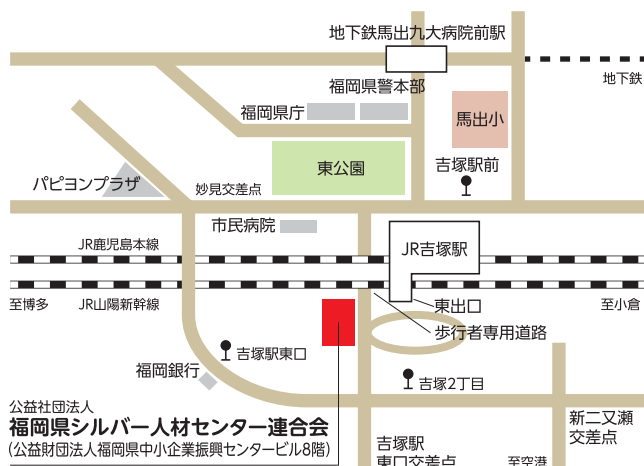 地下鉄馬出九大病院前駅
地下鉄
福岡県警本部
福岡県庁
馬出小
東公園
吉塚駅前
パピヨンプラザ
妙見交差点
市民病院
JR鹿児島本線
JR吉塚駅
至博多
JR山陽新幹線
東出口
至小倉
歩行者専用道路
吉塚駅東口
福岡銀行
吉塚2丁目
公益社団法人
福岡県シルバー人材センター連合会
(公益財団法人福岡県中小企業振興センタービル8階)
新二又瀬
交差点
吉塚駅
東口交差点
至空港